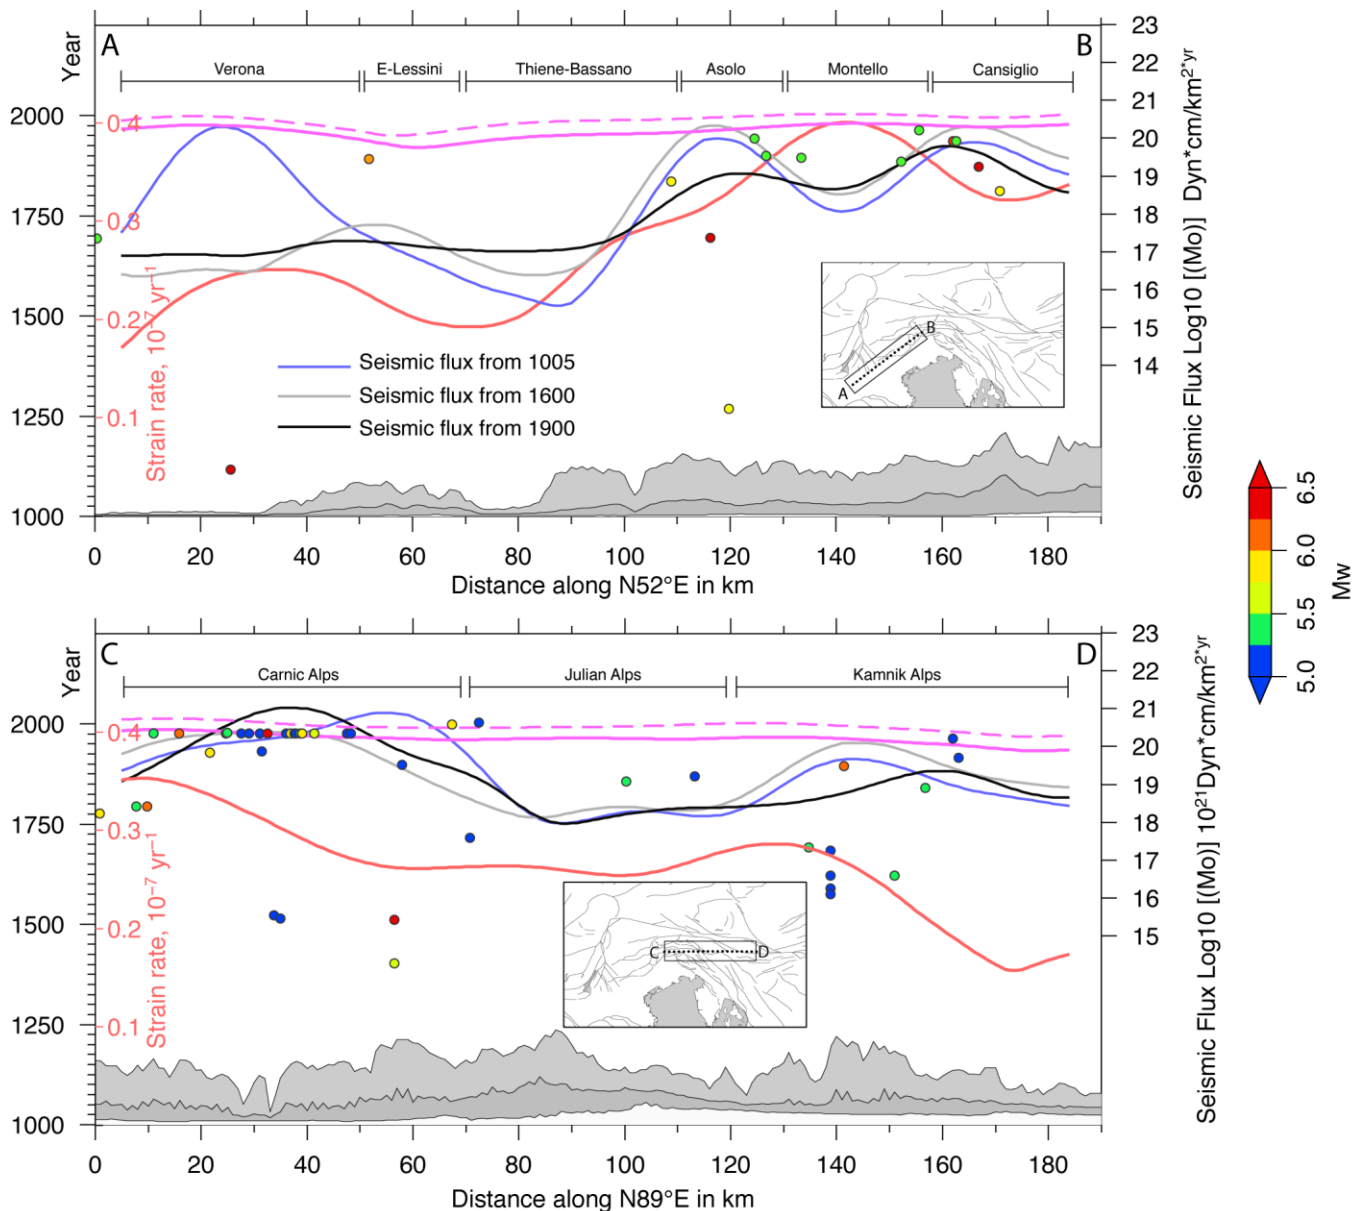 A
B
Year
Verona
E-Lessini
Thiene-Bassano
Asolo
Montello
Cansiglio
2000
1750
1500
1250
1000
0.4
0.3
0.2
0.1
Strain rate, 10⁻⁷ yr⁻¹
23
22
21
20
19
18
17
16
15
14
Seismic Flux Log10 [(Mo)] Dyn*cm/km²*yr
Seismic flux from 1005
Seismic flux from 1600
Seismic flux from 1900
A
B
0 20 40 60 80 100 120 140 160 180
Distance along N52°E in km
C
D
Year
Carnic Alps
Julian Alps
Kamnik Alps
2000
1750
1500
1250
1000
0.4
0.3
0.2
0.1
Strain rate, 10⁻⁷ yr⁻¹
23
22
21
20
19
18
17
16
15
Seismic Flux Log10 [(Mo)] 10²¹Dyn*cm/km²*yr
C
D
0 20 40 60 80 100 120 140 160 180
Distance along N89°E in km
6.5
6.0
5.5
5.0
Mw